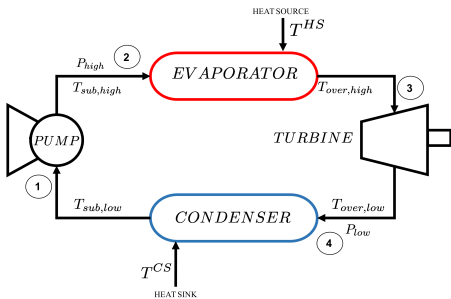 HEAT SOURCE
T^{HS}
2
P_{high}
EVAPORATOR
T_{sub,high}
T_{over,high}
3
PUMP
TURBINE
1
T_{sub,low}
CONDENSER
T_{over,low}
P_{low}
4
T^{CS}
HEAT SINK